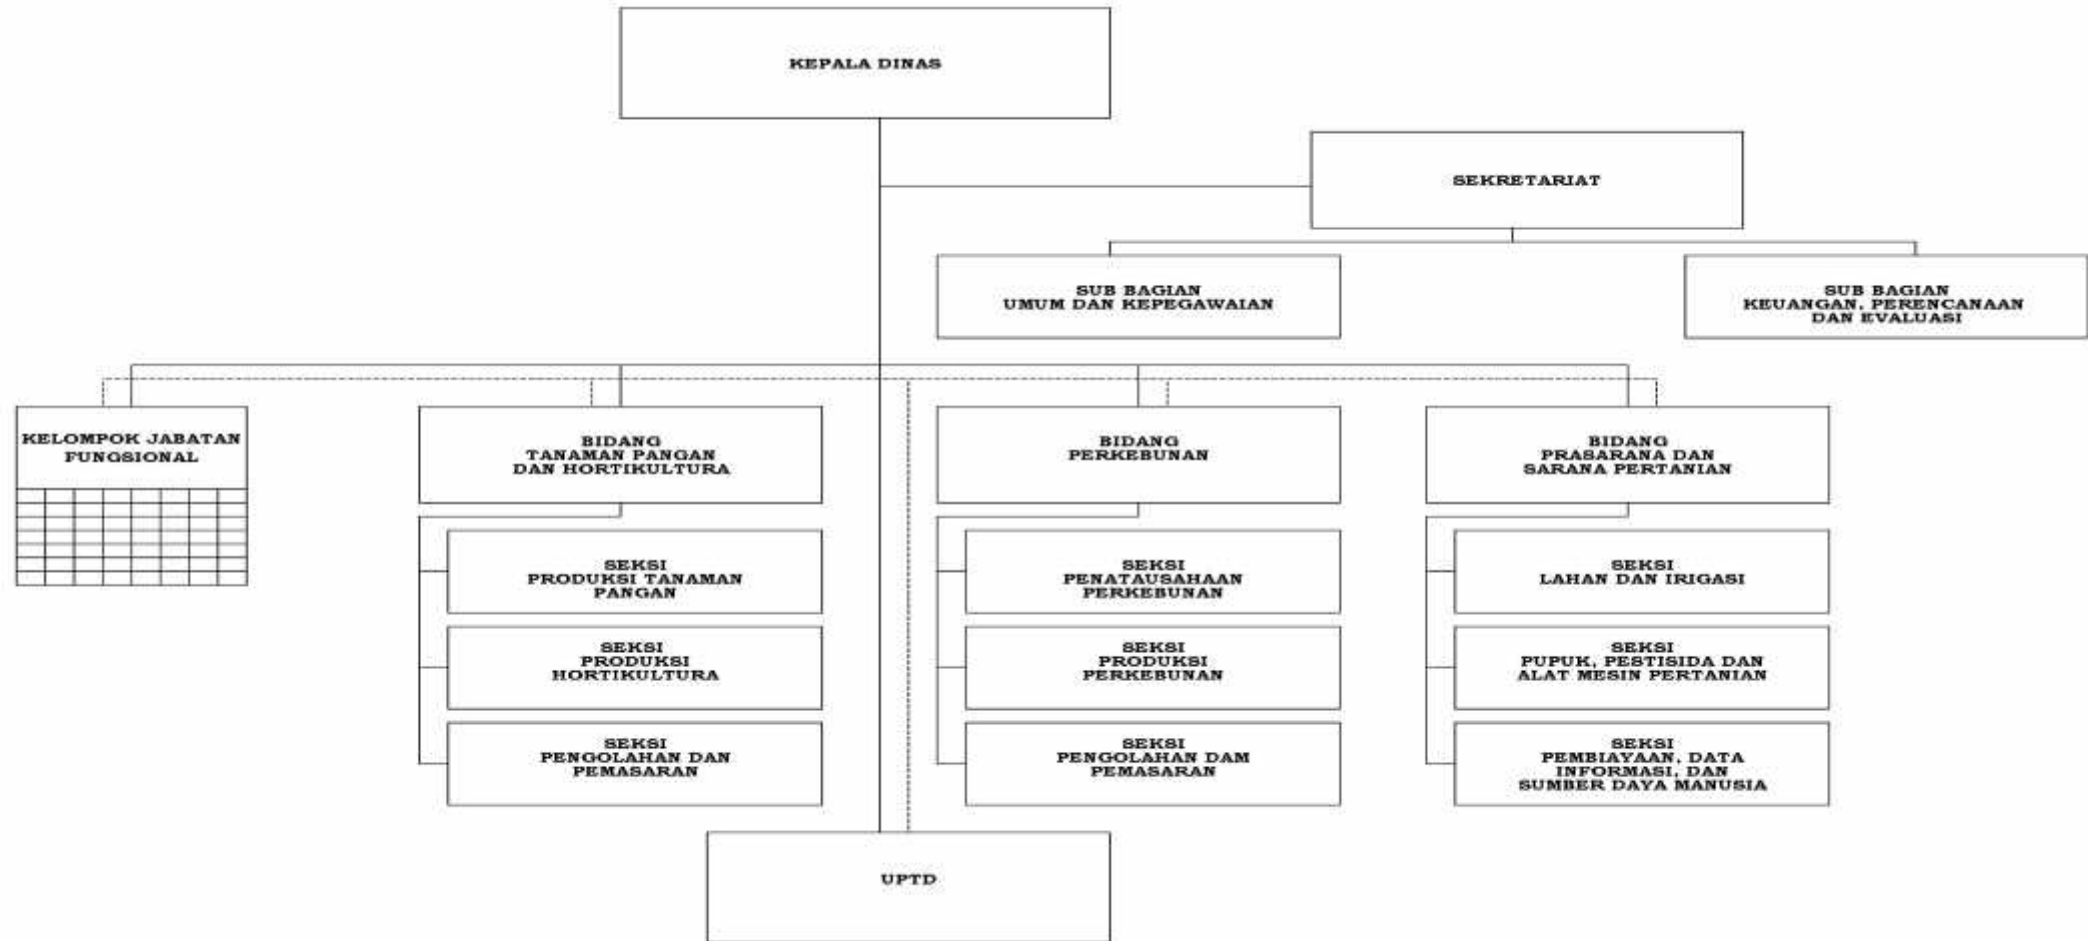 KEPALA DINAS
SEKRETARIAT
SUB BAGIAN
UMUM DAN KEPEGAWAIAN
SUB BAGIAN
KEUANGAN, PERENCANAAN
DAN EVALUASI
KELOMPOK JABATAN
FUNGSIONAL
BIDANG
TANAMAN PANGAN
DAN HORTIKULTURA
BIDANG
PERKEBUNAN
BIDANG
PRASARANA DAN
SARANA PERTANIAN
SEKSI
PRODUKSI TANAMAN
PANGAN
SEKSI
PENATAUSAHAAN
PERKEBUNAN
SEKSI
LAHAN DAN IRIGASI
SEKSI
PRODUKSI
HORTIKULTURA
SEKSI
PRODUKSI
PERKEBUNAN
SEKSI
PUPUK, PESTISIDA DAN
ALAT MESIN PERTANIAN
SEKSI
PENGOLAHAN DAN
PEMASARAN
SEKSI
PENGOLAHAN DAM
PEMASARAN
SEKSI
PEMBIAYAAN, DATA
INFORMASI, DAN
SUMBER DAYA MANUSIA
UPTD